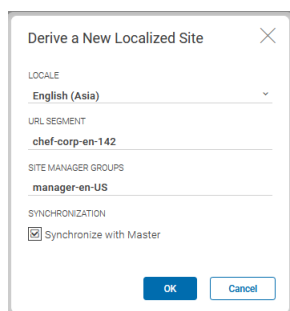 Derive a New Localized Site
LOCALE
English (Asia)
URL SEGMENT
chef-corp-en-142
SITE MANAGER GROUPS
manager-en-US
SYNCHRONIZATION
Synchronize with Master
OK Cancel